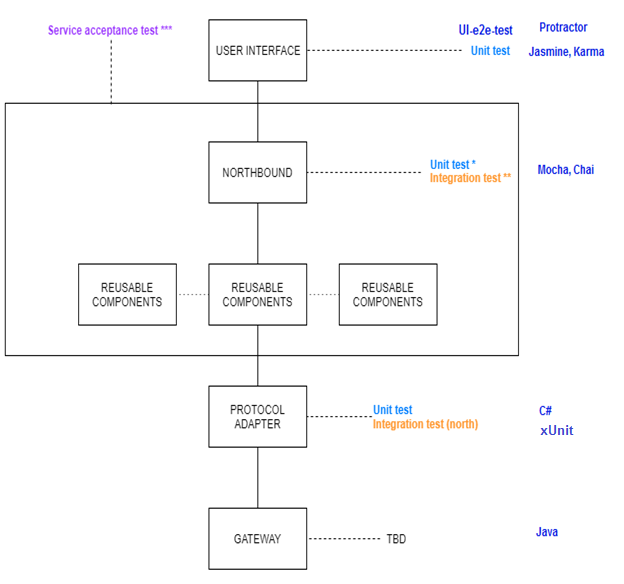 Service acceptance test ***
USER INTERFACE
UI-e2e-test
Protractor
Unit test
Jasmine, Karma
NORTHBOUND
Unit test *
Integration test **
Mocha, Chai
REUSABLE
COMPONENTS
REUSABLE
COMPONENTS
REUSABLE
COMPONENTS
PROTOCOL
ADAPTER
Unit test
Integration test (north)
C#
xUnit
GATEWAY
TBD
Java